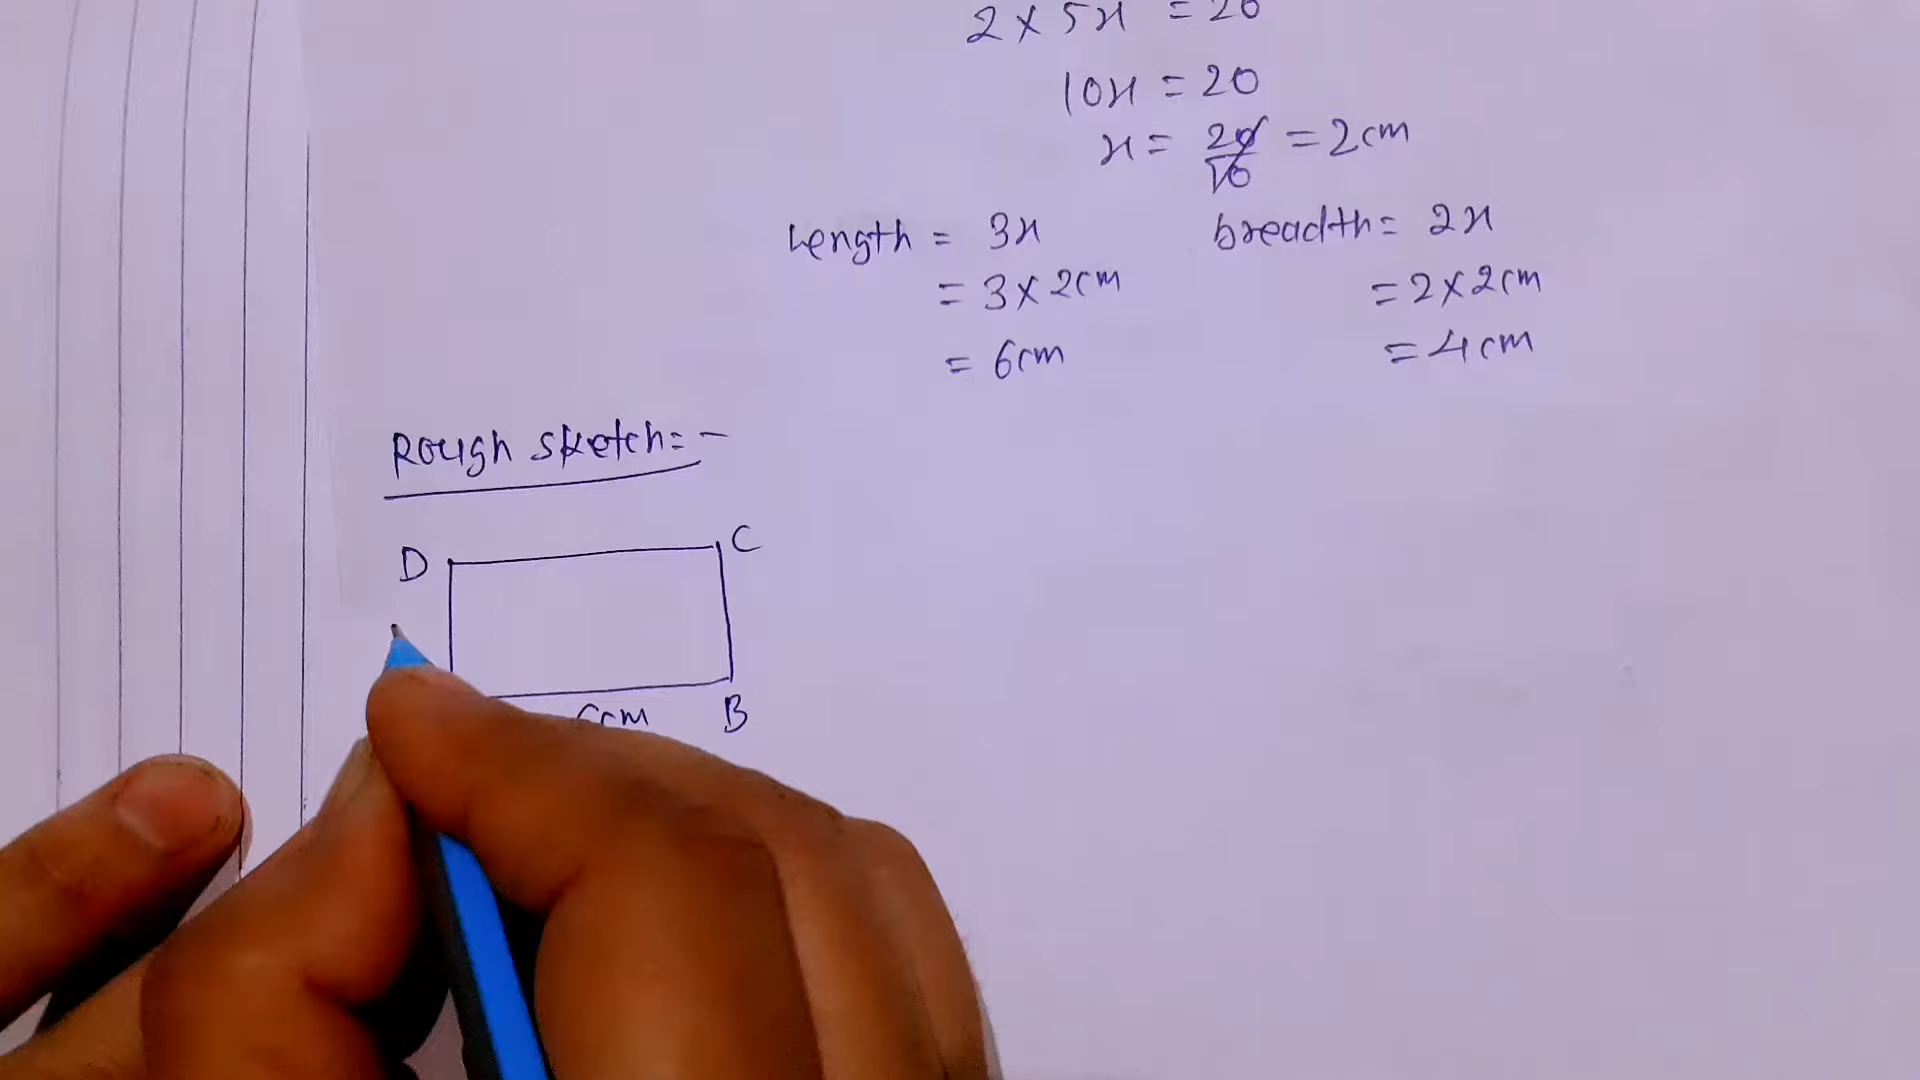 2 × 5x = 20
10x = 20
x = 20/10 = 2cm
Length = 3x breadth = 2x
= 3 × 2cm = 2 × 2cm
= 6cm = 4cm
Rough sketch:-
D C
6cm B